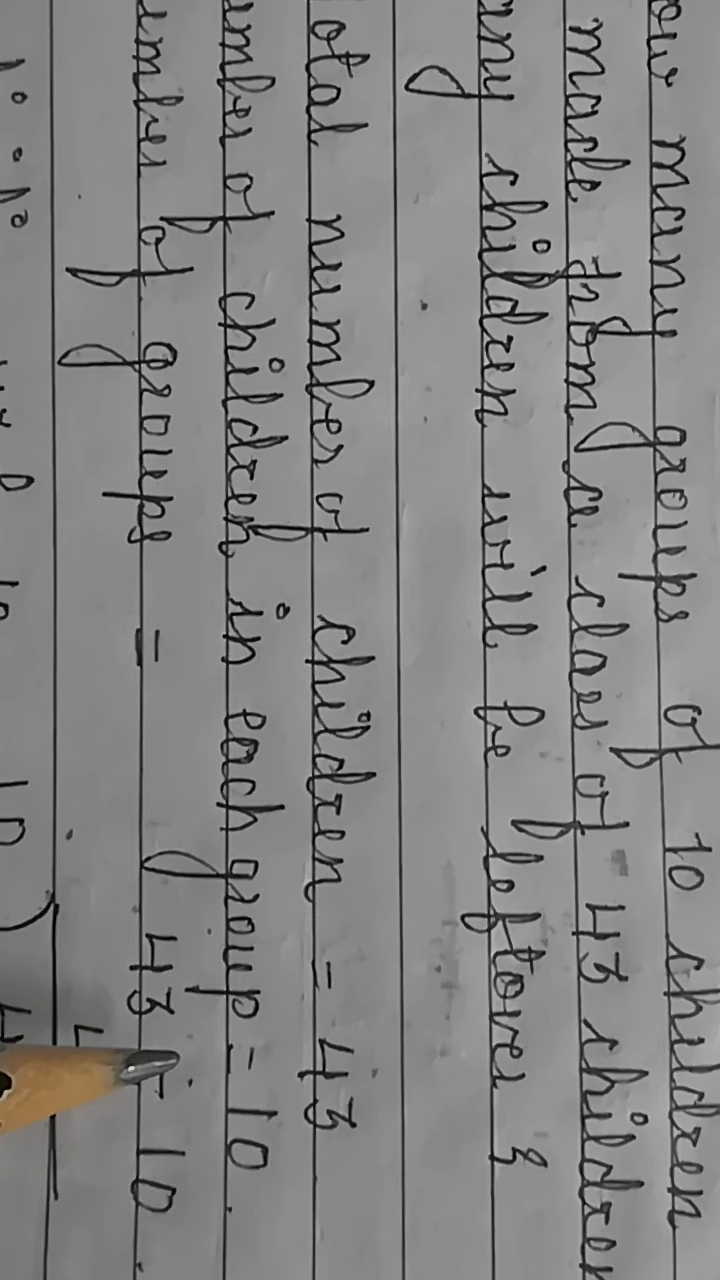 ow many groups of 10 children
made from a class of 43 children
any children will be leftover ?
otal number of children = 43
umber of children in each group = 10.
umber of groups = 43 ÷ 10.
10